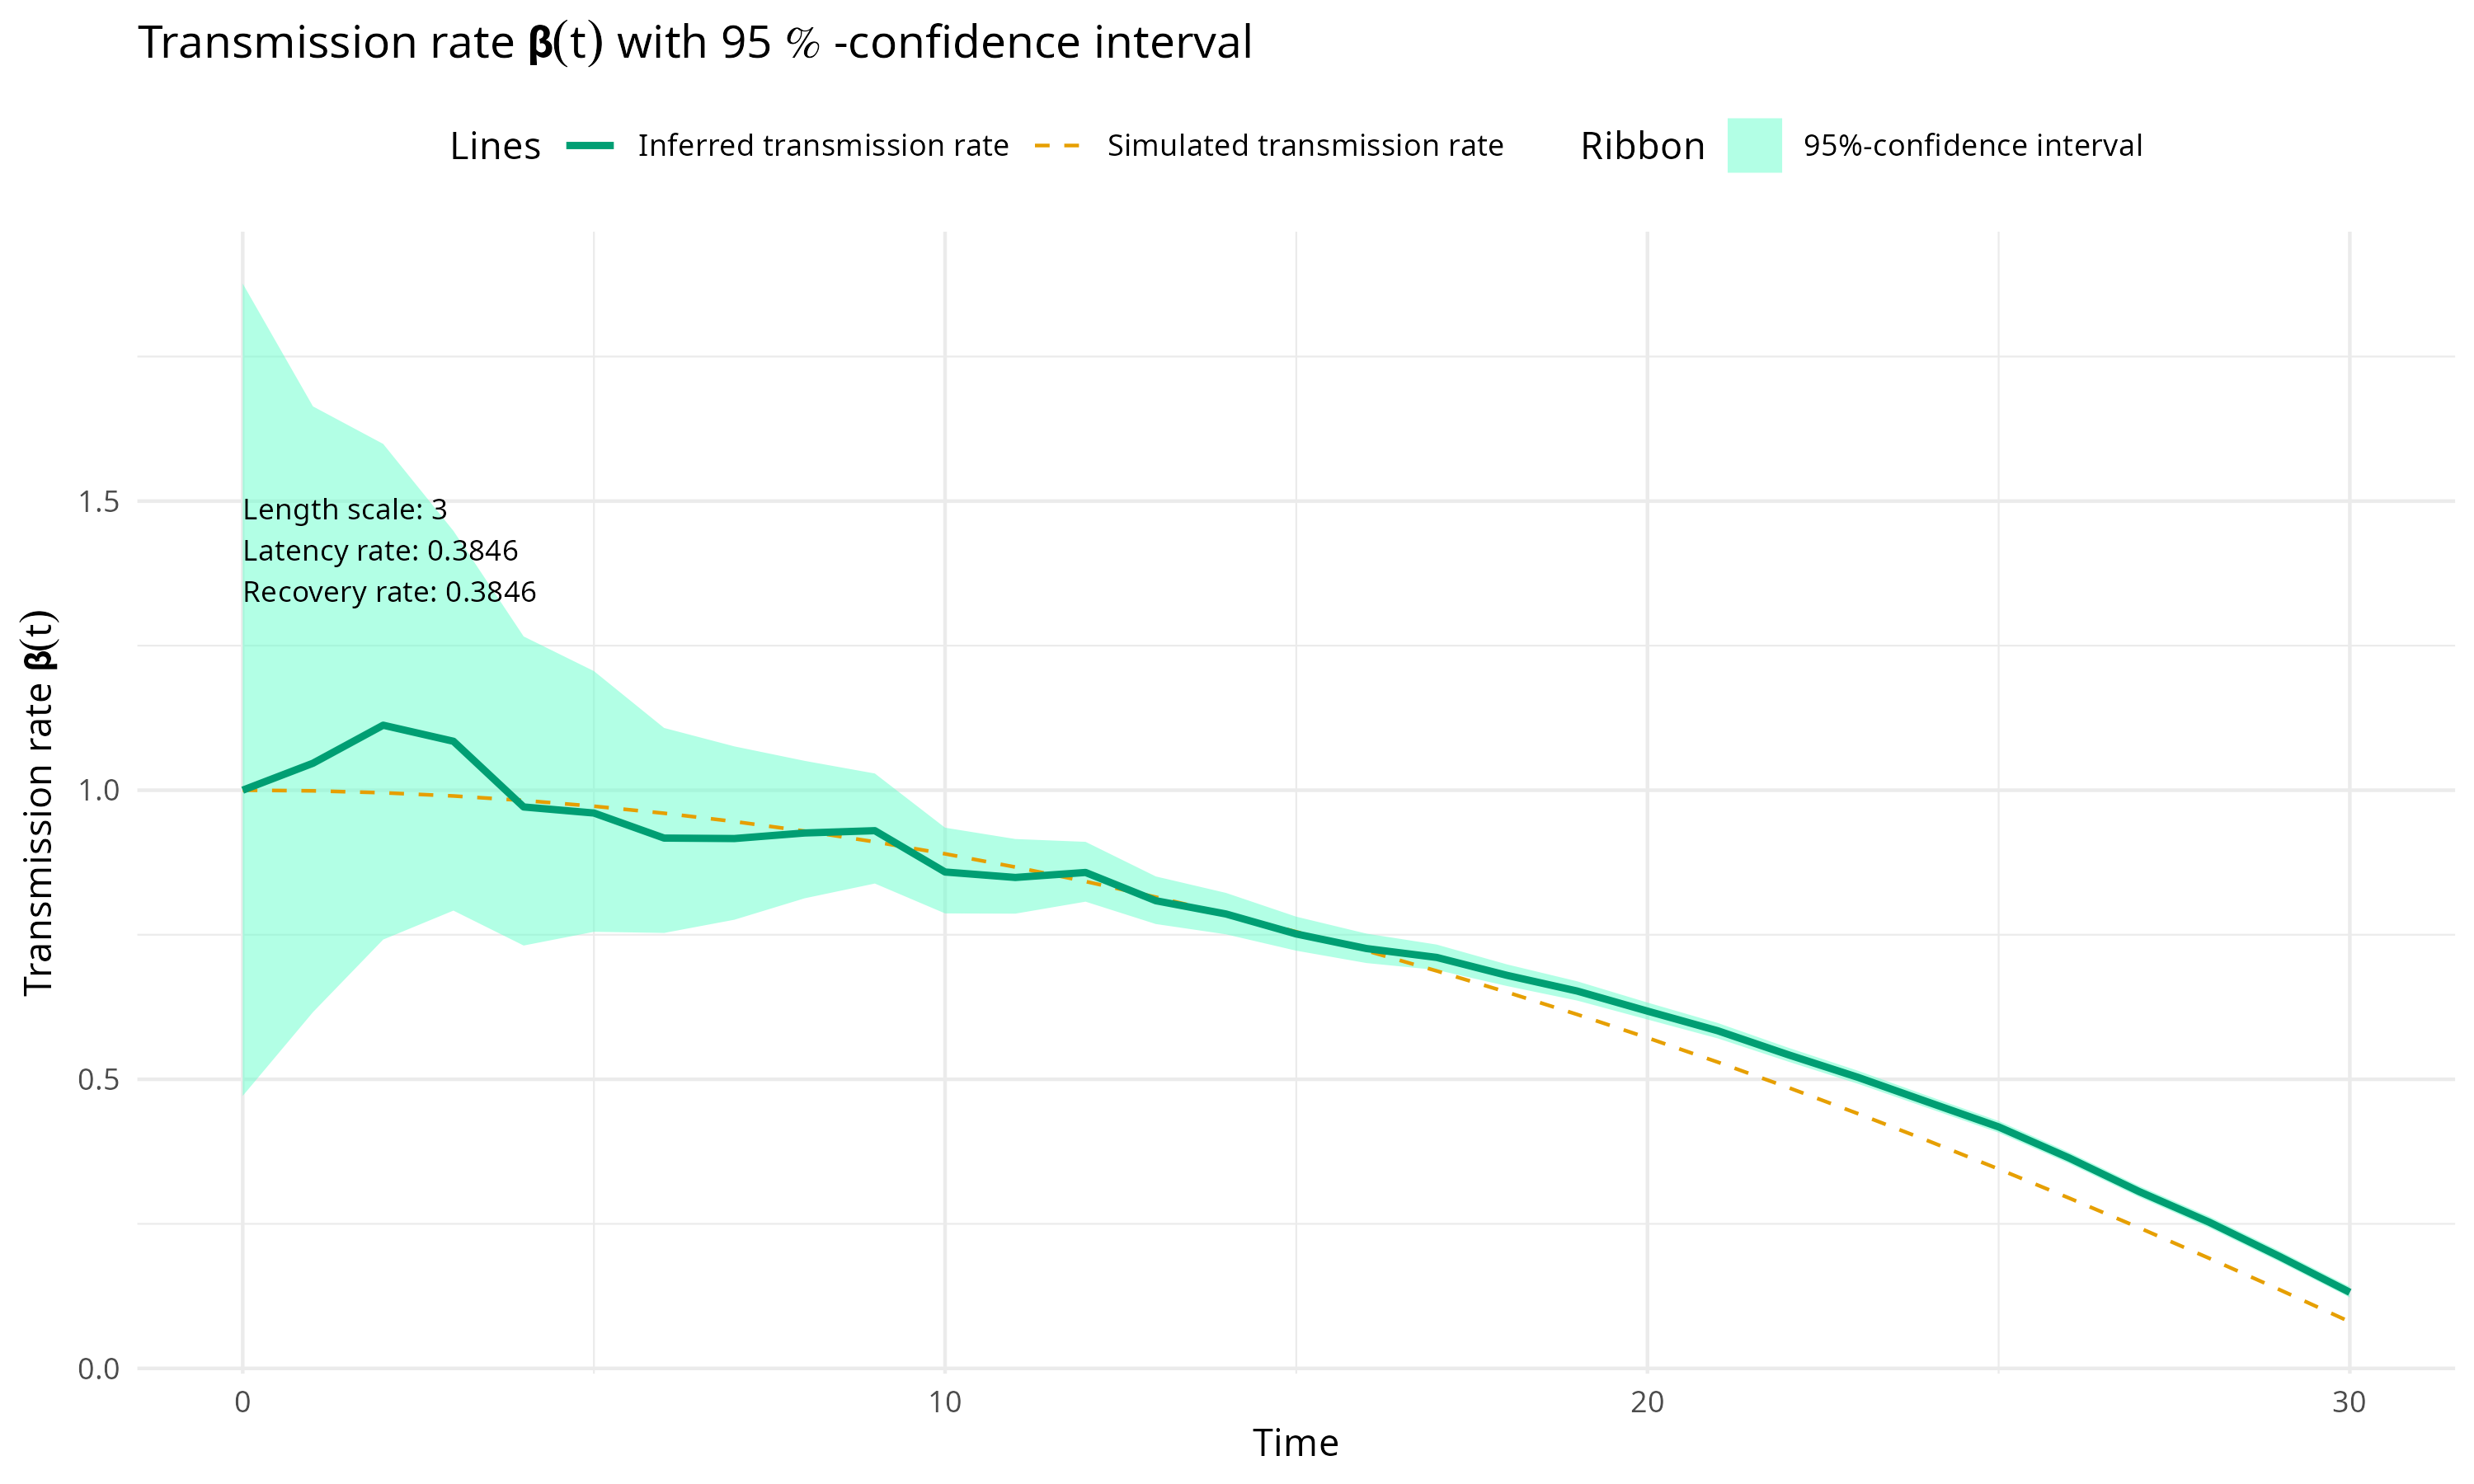 Transmission rate β(t) with 95 % -confidence interval
Lines Inferred transmission rate Simulated transmission rate Ribbon 95%-confidence interval
Transmission rate β(t)
1.5
1.0
0.5
0.0
Length scale: 3
Latency rate: 0.3846
Recovery rate: 0.3846
0 10 20 30
Time